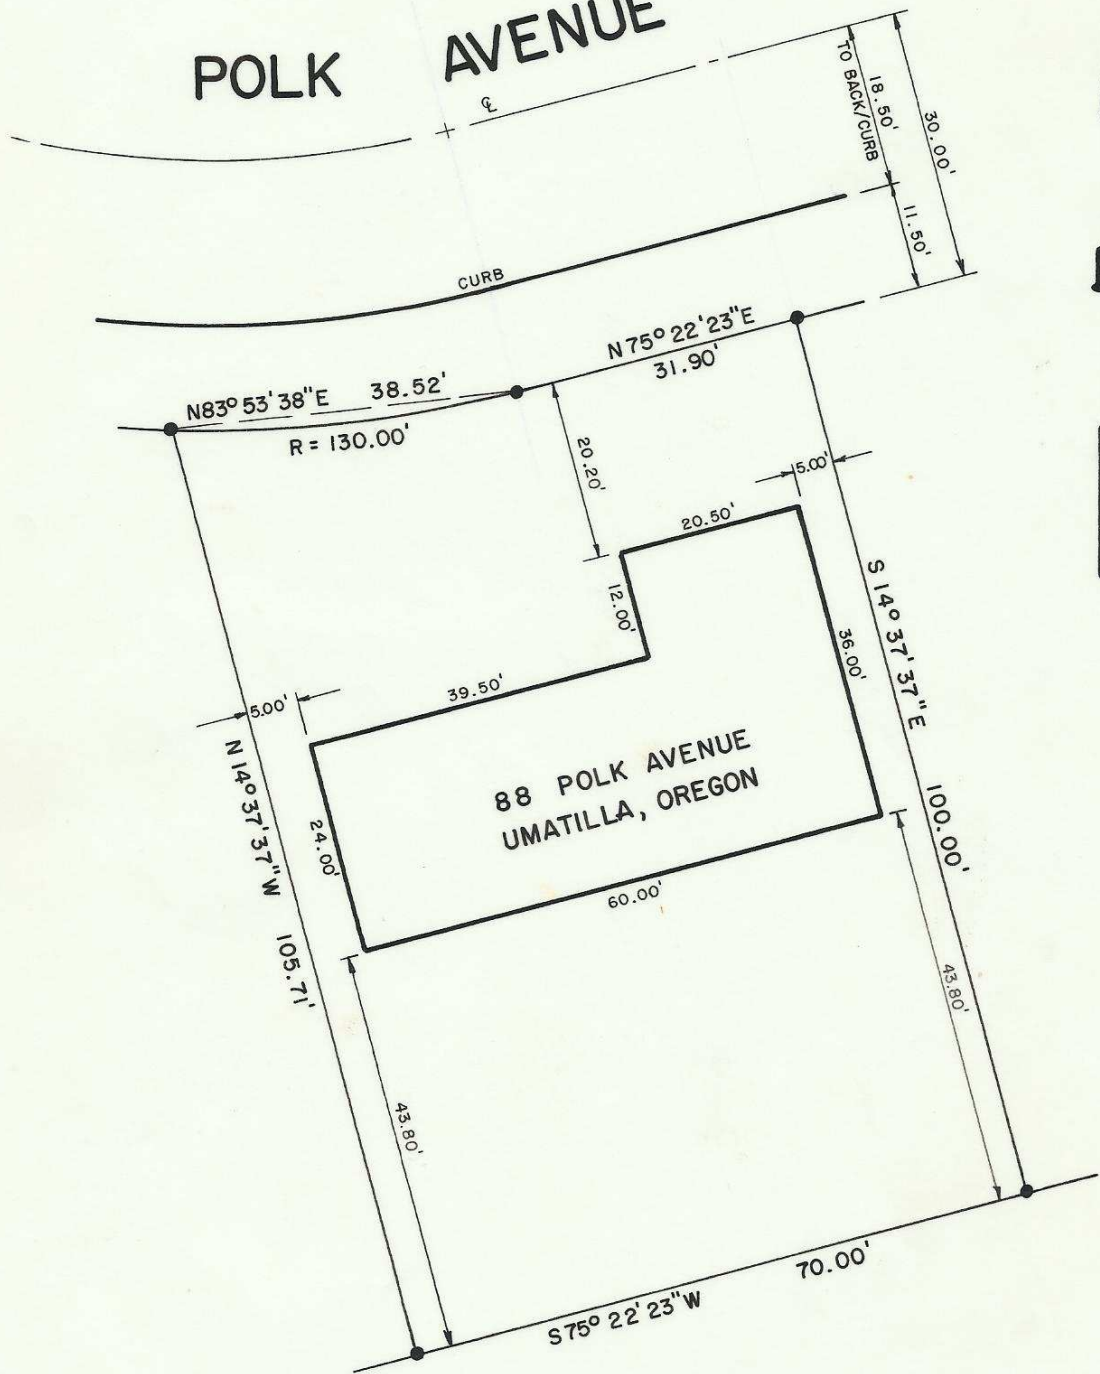 POLK AVENUE
℄
TO BACK/CURB
18.50'
30.00'
11.50'
CURB
N 75° 22' 23" E
31.90'
N83° 53' 38" E 38.52'
R = 130.00'
20.20'
5.00'
20.50'
12.00'
S 14° 37' 37" E 100.00'
36.00'
39.50'
5.00'
88 POLK AVENUE
UMATILLA, OREGON
N 14° 37' 37" W 105.71'
24.00'
60.00'
43.80'
43.80'
70.00'
S 75° 22' 23" W